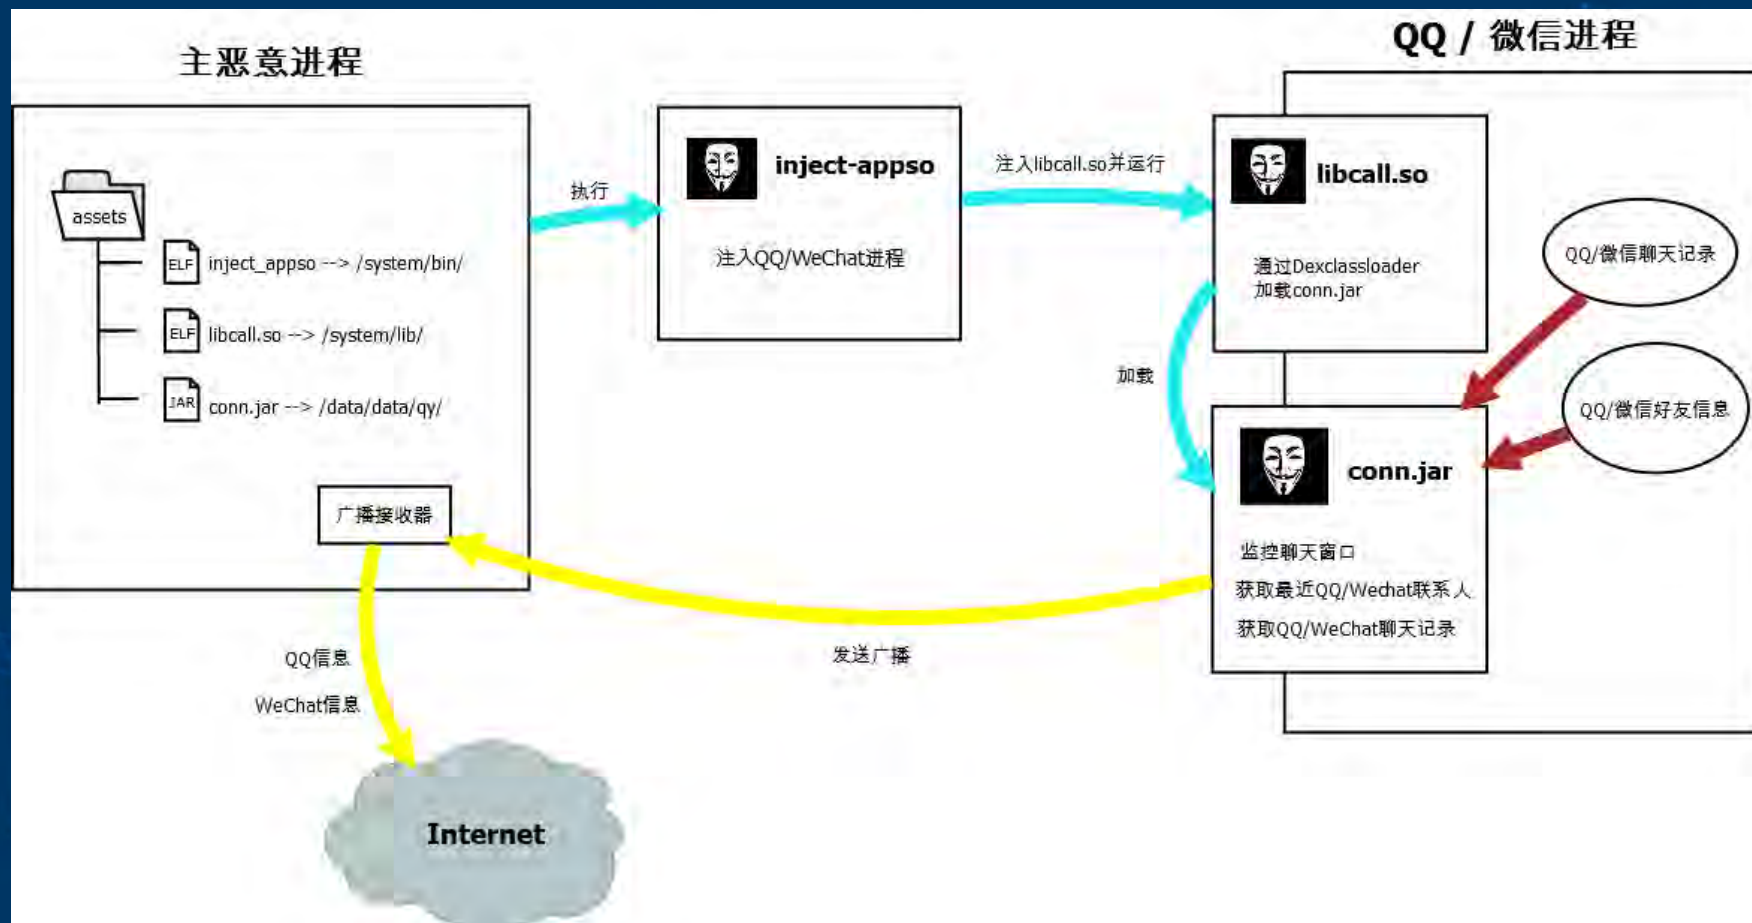 主恶意进程
QQ / 微信进程
assets
ELF
inject_appso --> /system/bin/
ELF
libcall.so --> /system/lib/
JAR
conn.jar --> /data/data/qy/
广播接收器
执行
inject-appso
注入QQ/WeChat进程
注入libcall.so并运行
libcall.so
通过Dexclassloader
加载conn.jar
加载
QQ/微信聊天记录
QQ/微信好友信息
conn.jar
监控聊天窗口
获取最近QQ/Wechat联系人
获取QQ/WeChat聊天记录
发送广播
QQ信息
WeChat信息
Internet